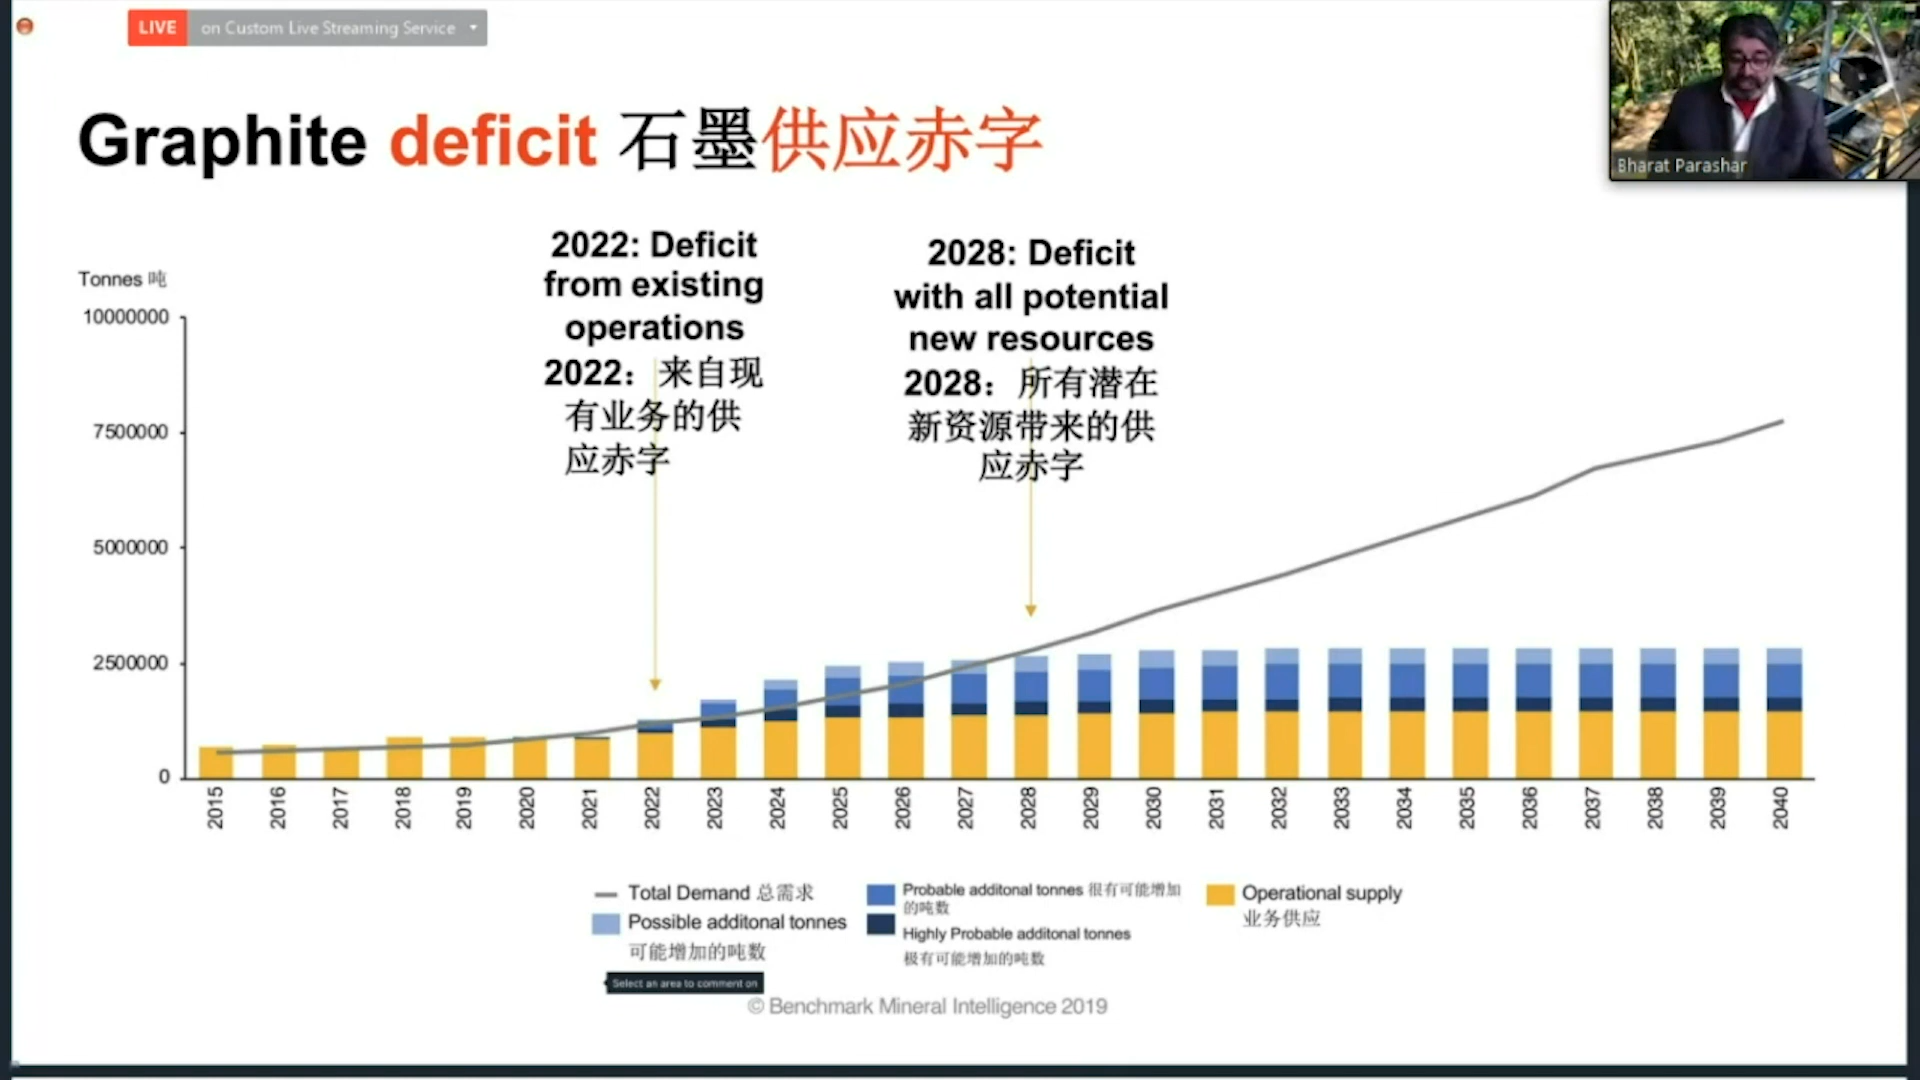 LIVE on Custom Live Streaming Service
Bharat Parashar
Graphite deficit 石墨供应赤字
2022: Deficit
from existing
operations
2022：来自现
有业务的供
应赤字
2028: Deficit
with all potential
new resources
2028：所有潜在
新资源带来的供
应赤字
Tonnes 吨
10000000
7500000
5000000
2500000
0
2015 2016 2017 2018 2019 2020 2021 2022 2023 2024 2025 2026 2027 2028 2029 2030 2031 2032 2033 2034 2035 2036 2037 2038 2039 2040
Total Demand 总需求
Possible additonal tonnes
可能增加的吨数
Probable additonal tonnes 很有可能增加
的吨数
Highly Probable additonal tonnes
极有可能增加的吨数
Operational supply
业务供应
Select an area to comment on
© Benchmark Mineral Intelligence 2019